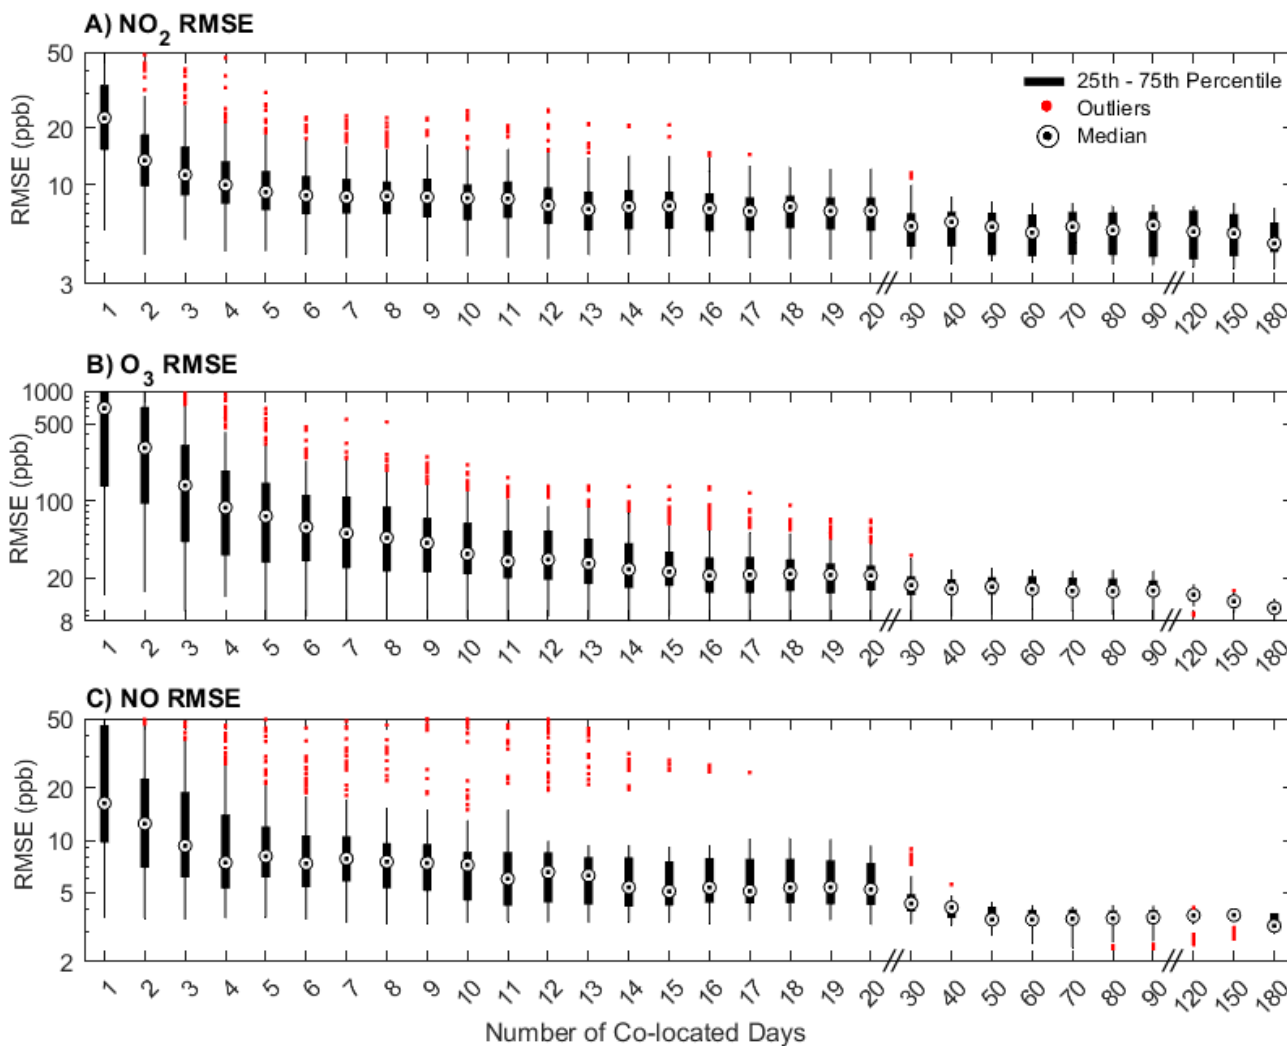 A) NO₂ RMSE
50
20
10
3
RMSE (ppb)
25th - 75th Percentile
Outliers
Median
1 2 3 4 5 6 7 8 9 10 11 12 13 14 15 16 17 18 19 20 // 30 40 50 60 70 80 90 // 120 150 180
B) O₃ RMSE
1000
500
100
20
8
RMSE (ppb)
1 2 3 4 5 6 7 8 9 10 11 12 13 14 15 16 17 18 19 20 // 30 40 50 60 70 80 90 // 120 150 180
C) NO RMSE
50
20
10
5
2
RMSE (ppb)
1 2 3 4 5 6 7 8 9 10 11 12 13 14 15 16 17 18 19 20 // 30 40 50 60 70 80 90 // 120 150 180
Number of Co-located Days